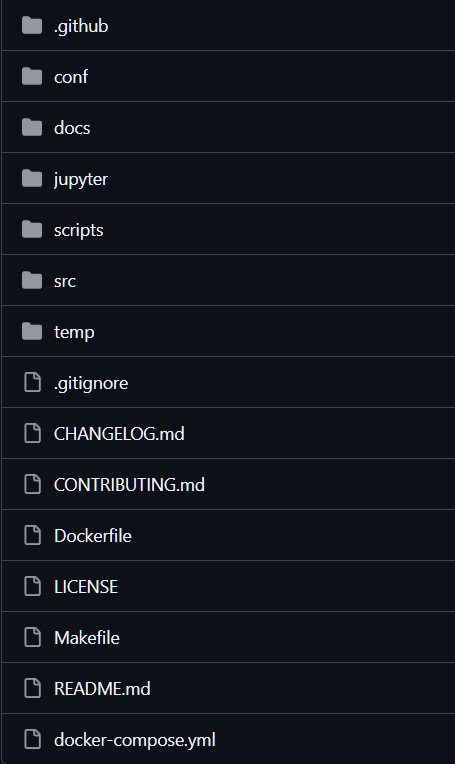 .github
conf
docs
jupyter
scripts
src
temp
.gitignore
CHANGELOG.md
CONTRIBUTING.md
Dockerfile
LICENSE
Makefile
README.md
docker-compose.yml